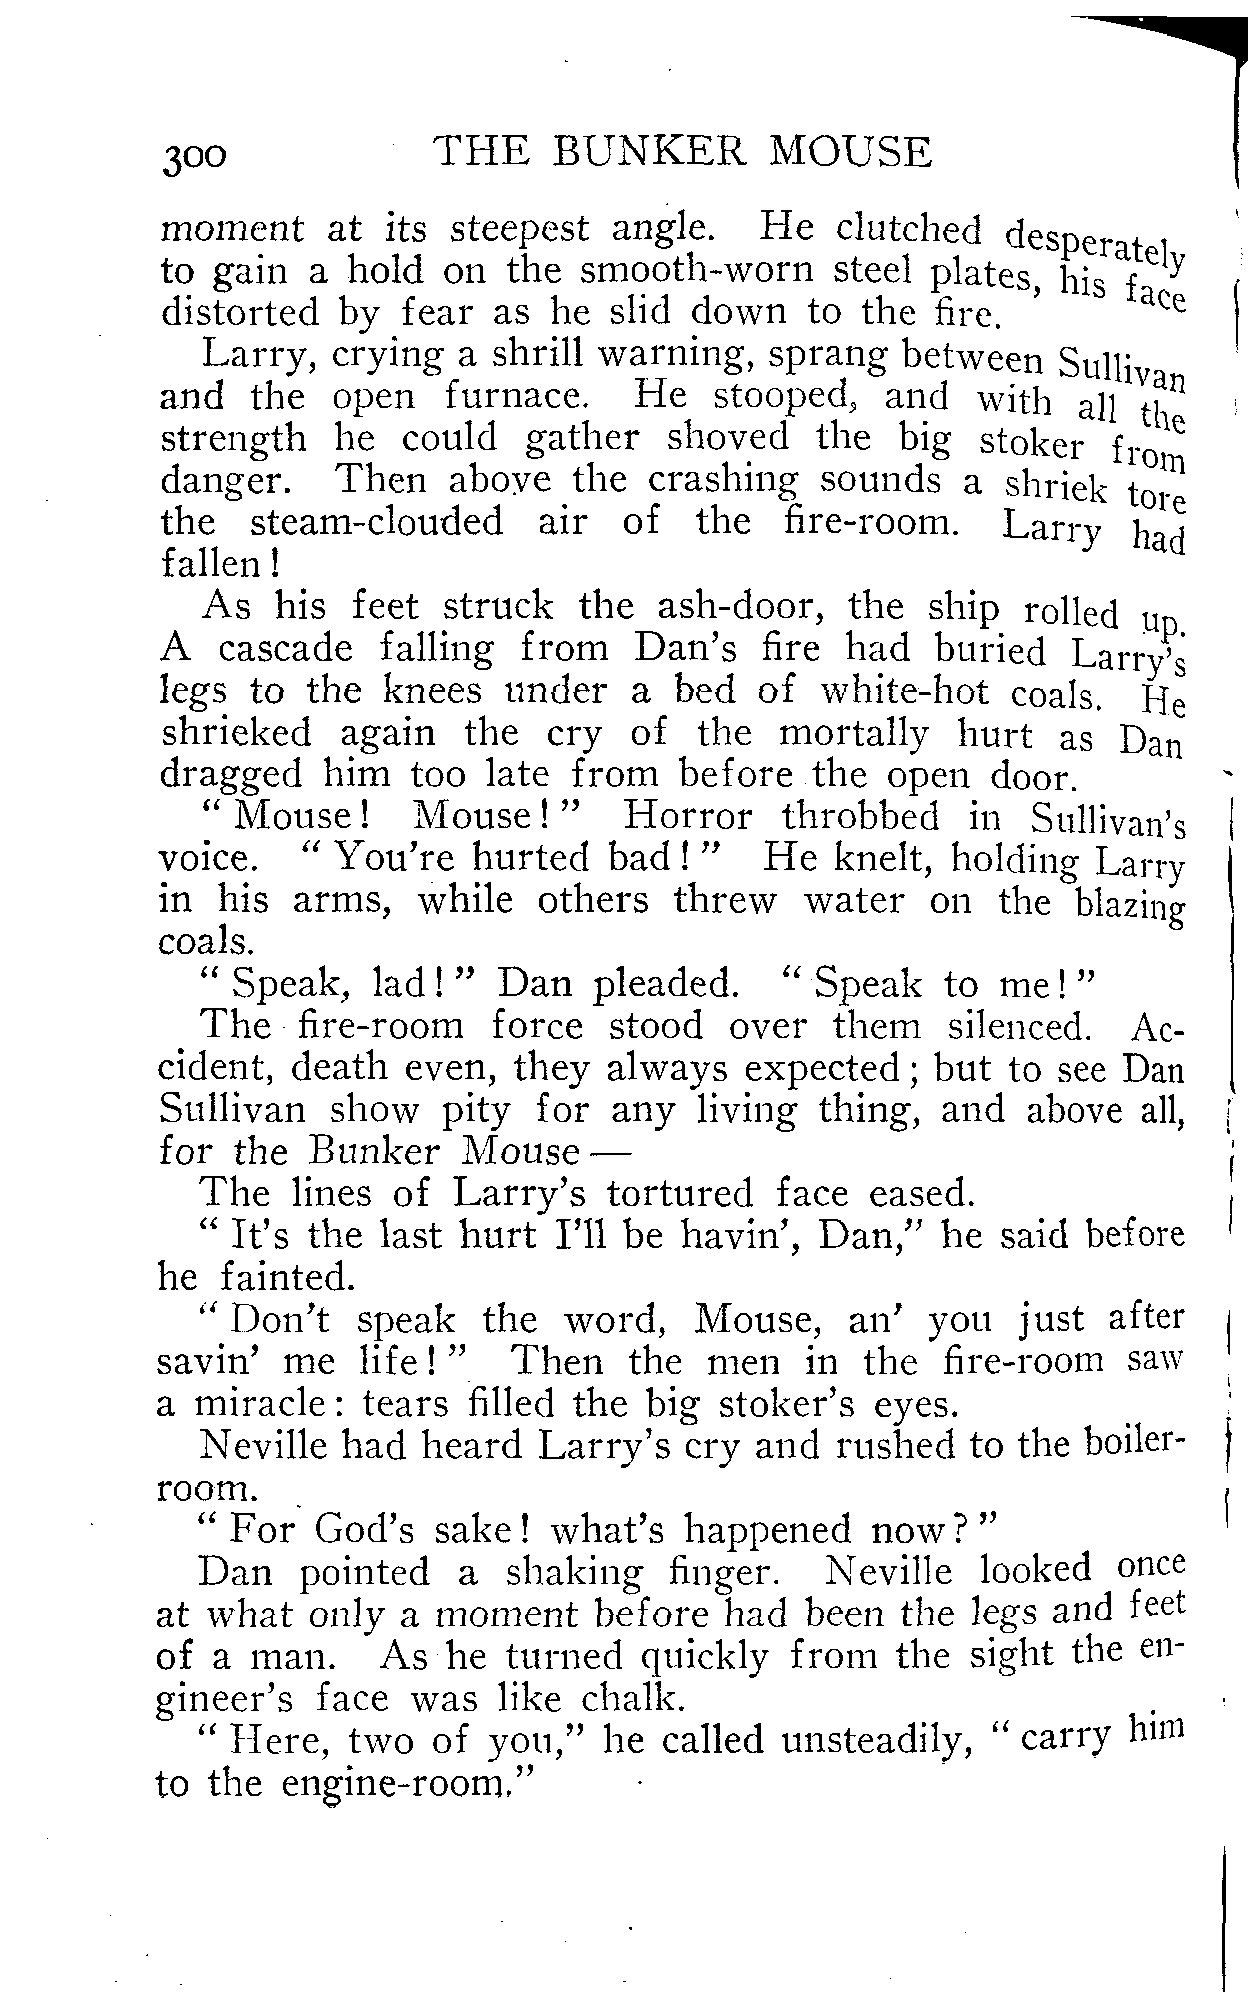 300 THE BUNKER MOUSE
moment at its steepest angle. He clutched desperately
to gain a hold on the smooth-worn steel plates, his face
distorted by fear as he slid down to the fire.
Larry, crying a shrill warning, sprang between Sullivan
and the open furnace. He stooped, and with all the
strength he could gather shoved the big stoker from
danger. Then above the crashing sounds a shriek tore
the steam-clouded air of the fire-room. Larry had
fallen!
As his feet struck the ash-door, the ship rolled up.
A cascade falling from Dan's fire had buried Larry's
legs to the knees under a bed of white-hot coals. He
shrieked again the cry of the mortally hurt as Dan
dragged him too late from before the open door.
"Mouse! Mouse!" Horror throbbed in Sullivan's
voice. "You're hurted bad!" He knelt, holding Larry
in his arms, while others threw water on the blazing
coals.
"Speak, lad!" Dan pleaded. "Speak to me!"
The fire-room force stood over them silenced. Ac-
cident, death even, they always expected; but to see Dan
Sullivan show pity for any living thing, and above all,
for the Bunker Mouse—
The lines of Larry's tortured face eased.
"It's the last hurt I'll be havin', Dan," he said before
he fainted.
"Don't speak the word, Mouse, an' you just after
savin' me life!" Then the men in the fire-room saw
a miracle: tears filled the big stoker's eyes.
Neville had heard Larry's cry and rushed to the boiler-
room.
"For God's sake! what's happened now?"
Dan pointed a shaking finger. Neville looked once
at what only a moment before had been the legs and feet
of a man. As he turned quickly from the sight the en-
gineer's face was like chalk.
"Here, two of you," he called unsteadily, "carry him
to the engine-room."